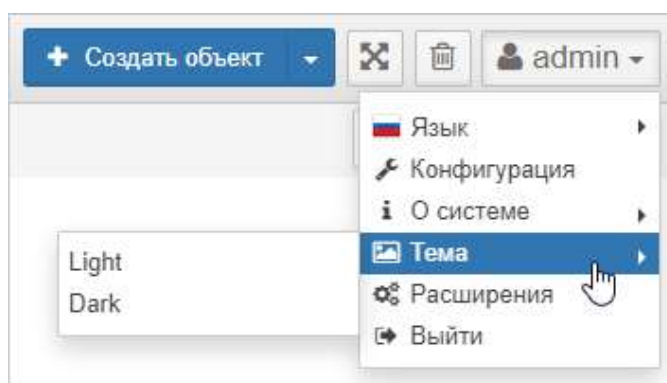 Создать объект
admin
Язык
Конфигурация
О системе
Тема
Расширения
Выйти
Light
Dark